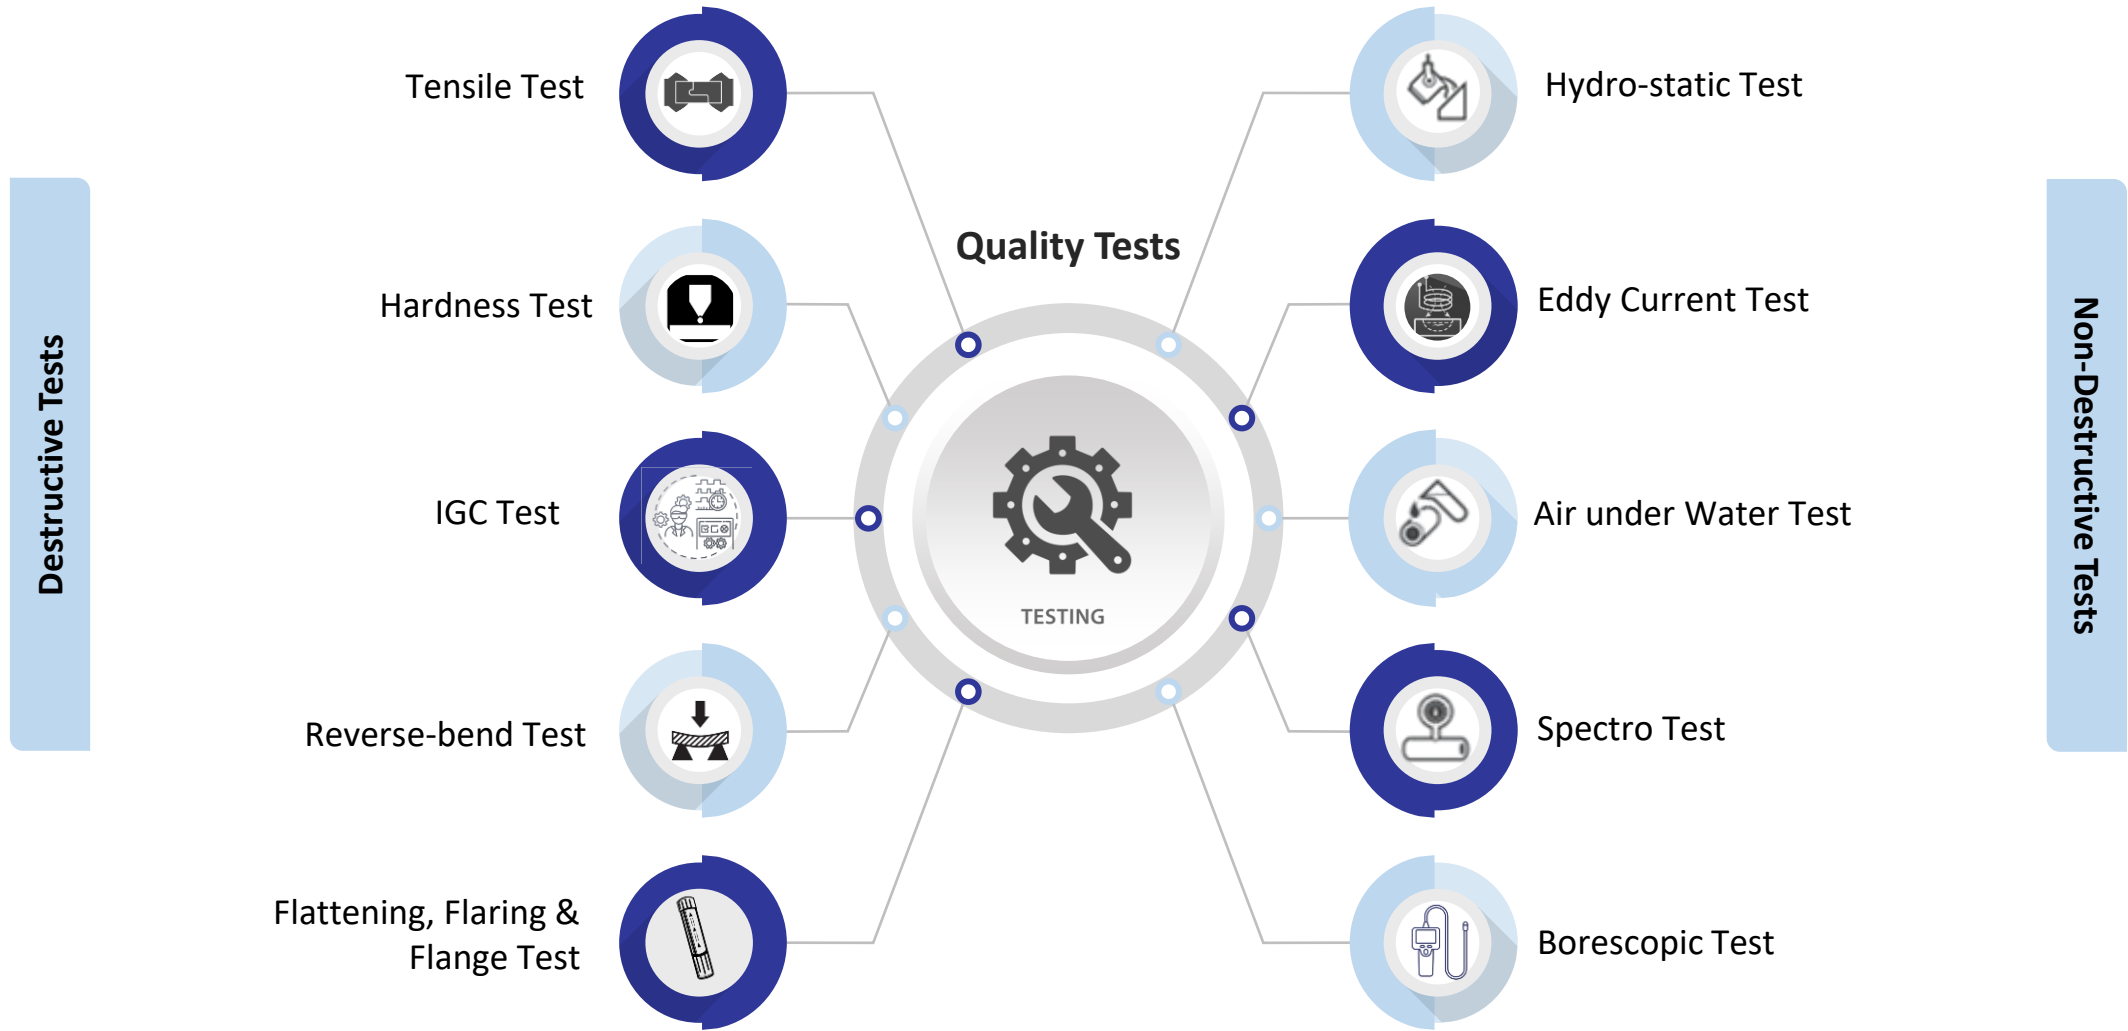 Destructive Tests
Tensile Test
Hardness Test
IGC Test
Reverse-bend Test
Flattening, Flaring &
Flange Test
Quality Tests
TESTING
Hydro-static Test
Eddy Current Test
Air under Water Test
Spectro Test
Borescopic Test
Non-Destructive Tests